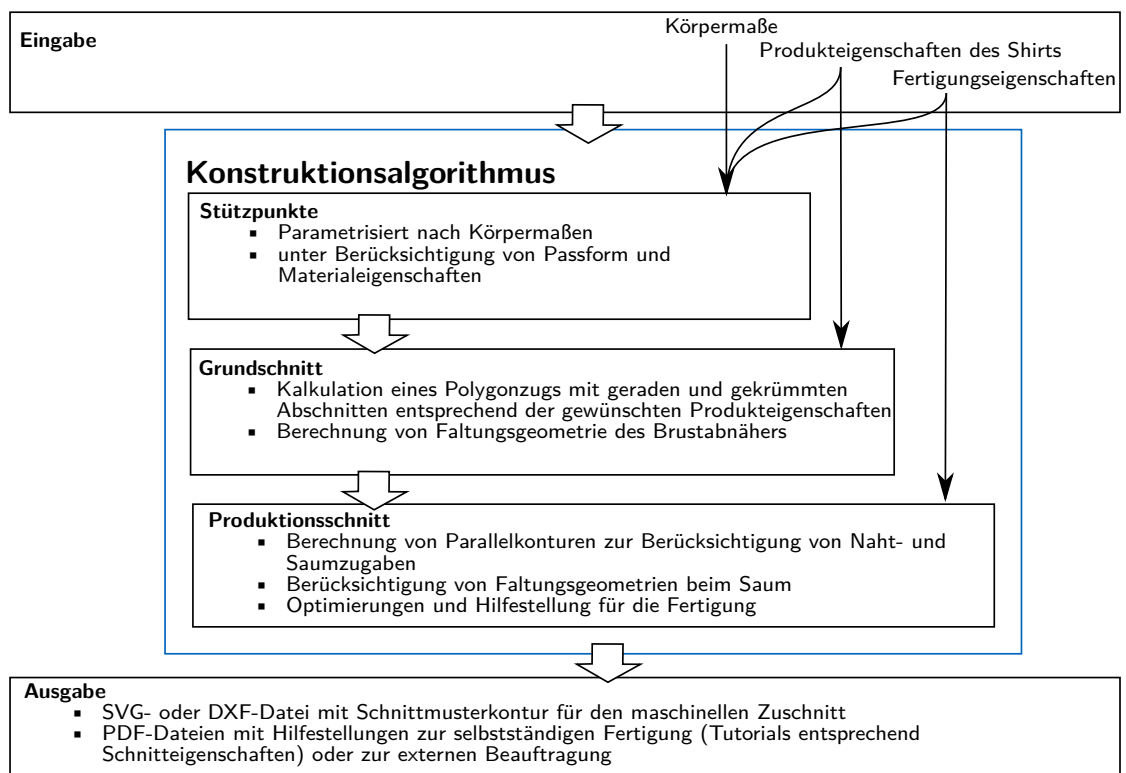 Körpermaße
Eingabe
Produkteigenschaften des Shirts
Fertigungseigenschaften
Konstruktionsalgorithmus
Stützpunkte
▪ Parametrisiert nach Körpermaßen
▪ unter Berücksichtigung von Passform und
Materialeigenschaften
Grundschnitt
▪ Kalkulation eines Polygonzugs mit geraden und gekrümmten
Abschnitten entsprechend der gewünschten Produkteigenschaften
▪ Berechnung von Faltungsgeometrie des Brustabnähers
Produktionsschnitt
▪ Berechnung von Parallelkonturen zur Berücksichtigung von Naht- und
Saumzugaben
▪ Berücksichtigung von Faltungsgeometrien beim Saum
▪ Optimierungen und Hilfestellung für die Fertigung
Ausgabe
▪ SVG- oder DXF-Datei mit Schnittmusterkontur für den maschinellen Zuschnitt
▪ PDF-Dateien mit Hilfestellungen zur selbstständigen Fertigung (Tutorials entsprechend
Schnitteigenschaften) oder zur externen Beauftragung